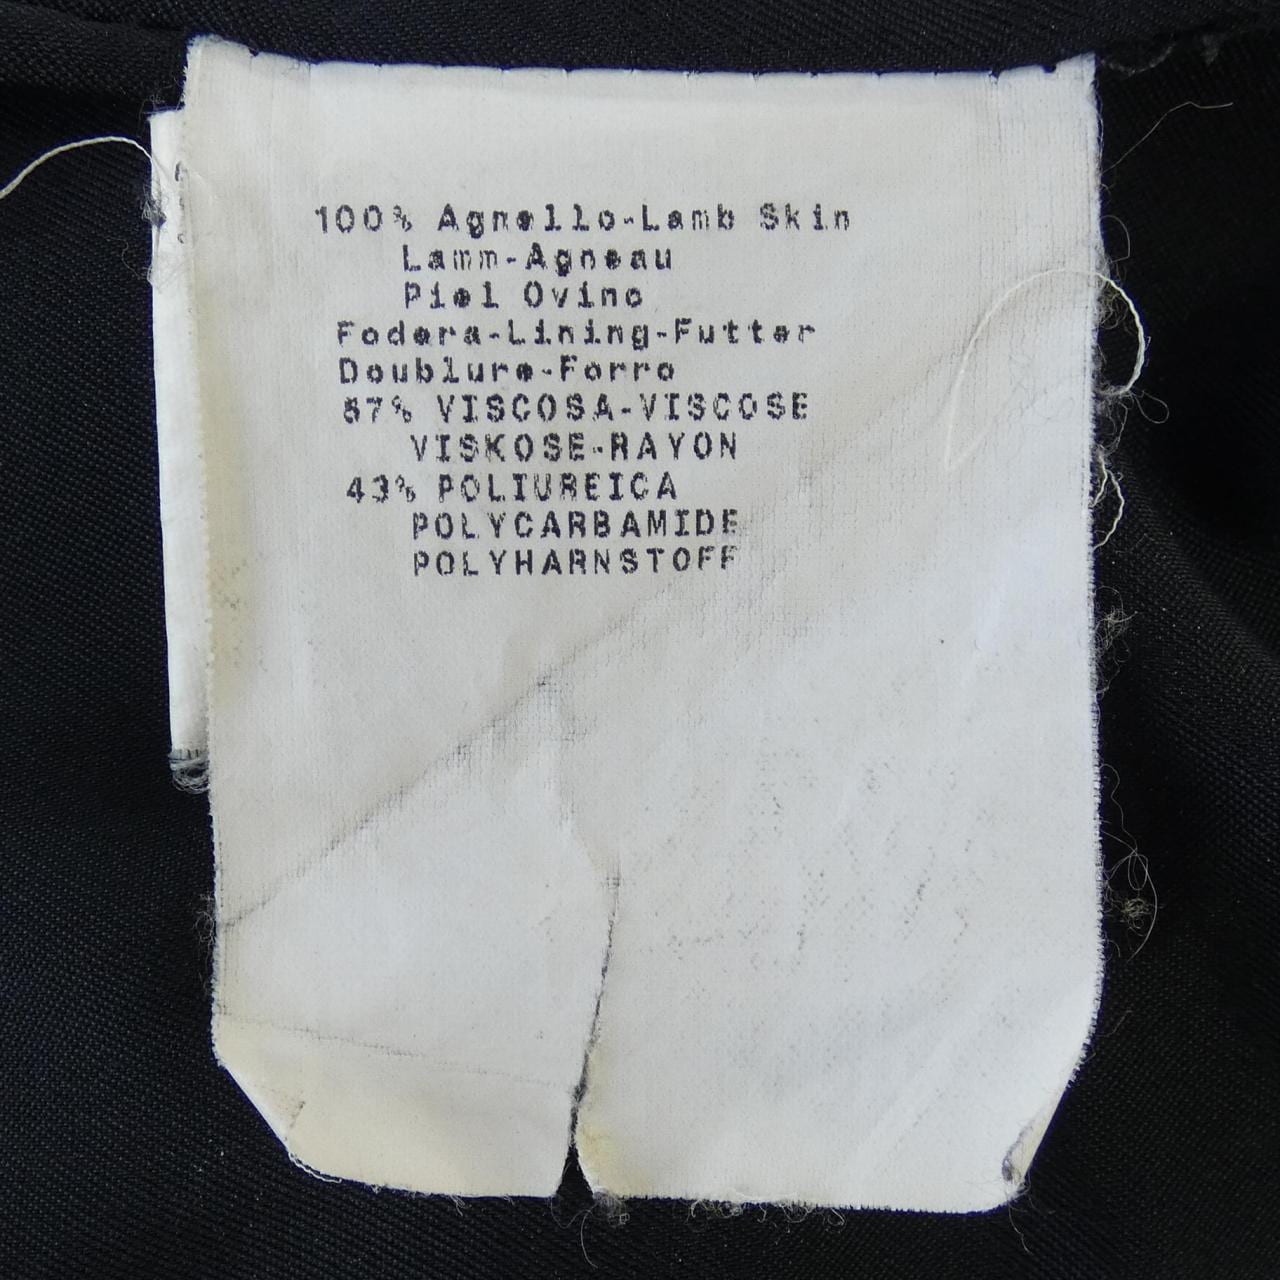 100% Agnello-Lamb Skin
Lamm-Agneau
Piel Ovino
Fodera-Lining-Futter
Doublure-Forro
57% VISCOSA-VISCOSE
VISKOSE-RAYON
43% POLIUREICA
POLYCARBAMIDE
POLYHARNSTOFF